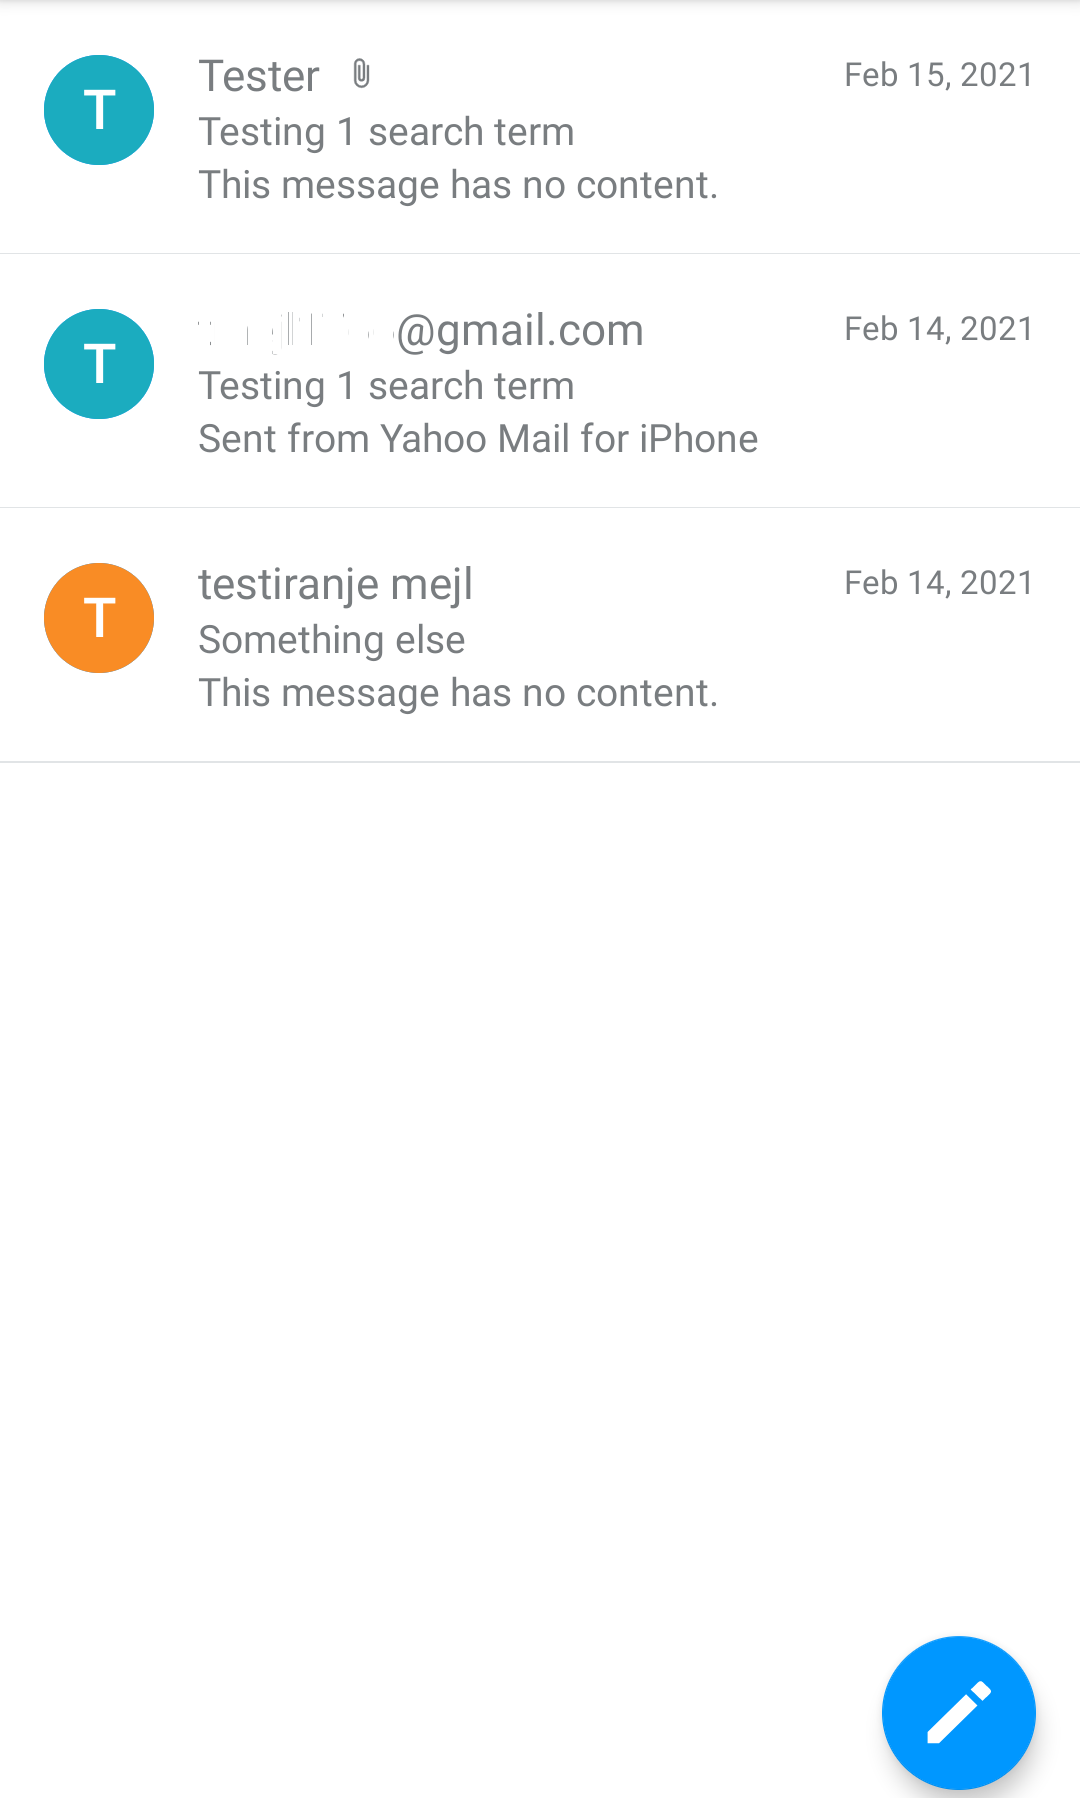 T
Tester
Feb 15, 2021
Testing 1 search term
This message has no content.
T
@gmail.com
Feb 14, 2021
Testing 1 search term
Sent from Yahoo Mail for iPhone
T
testiranje mejl
Feb 14, 2021
Something else
This message has no content.